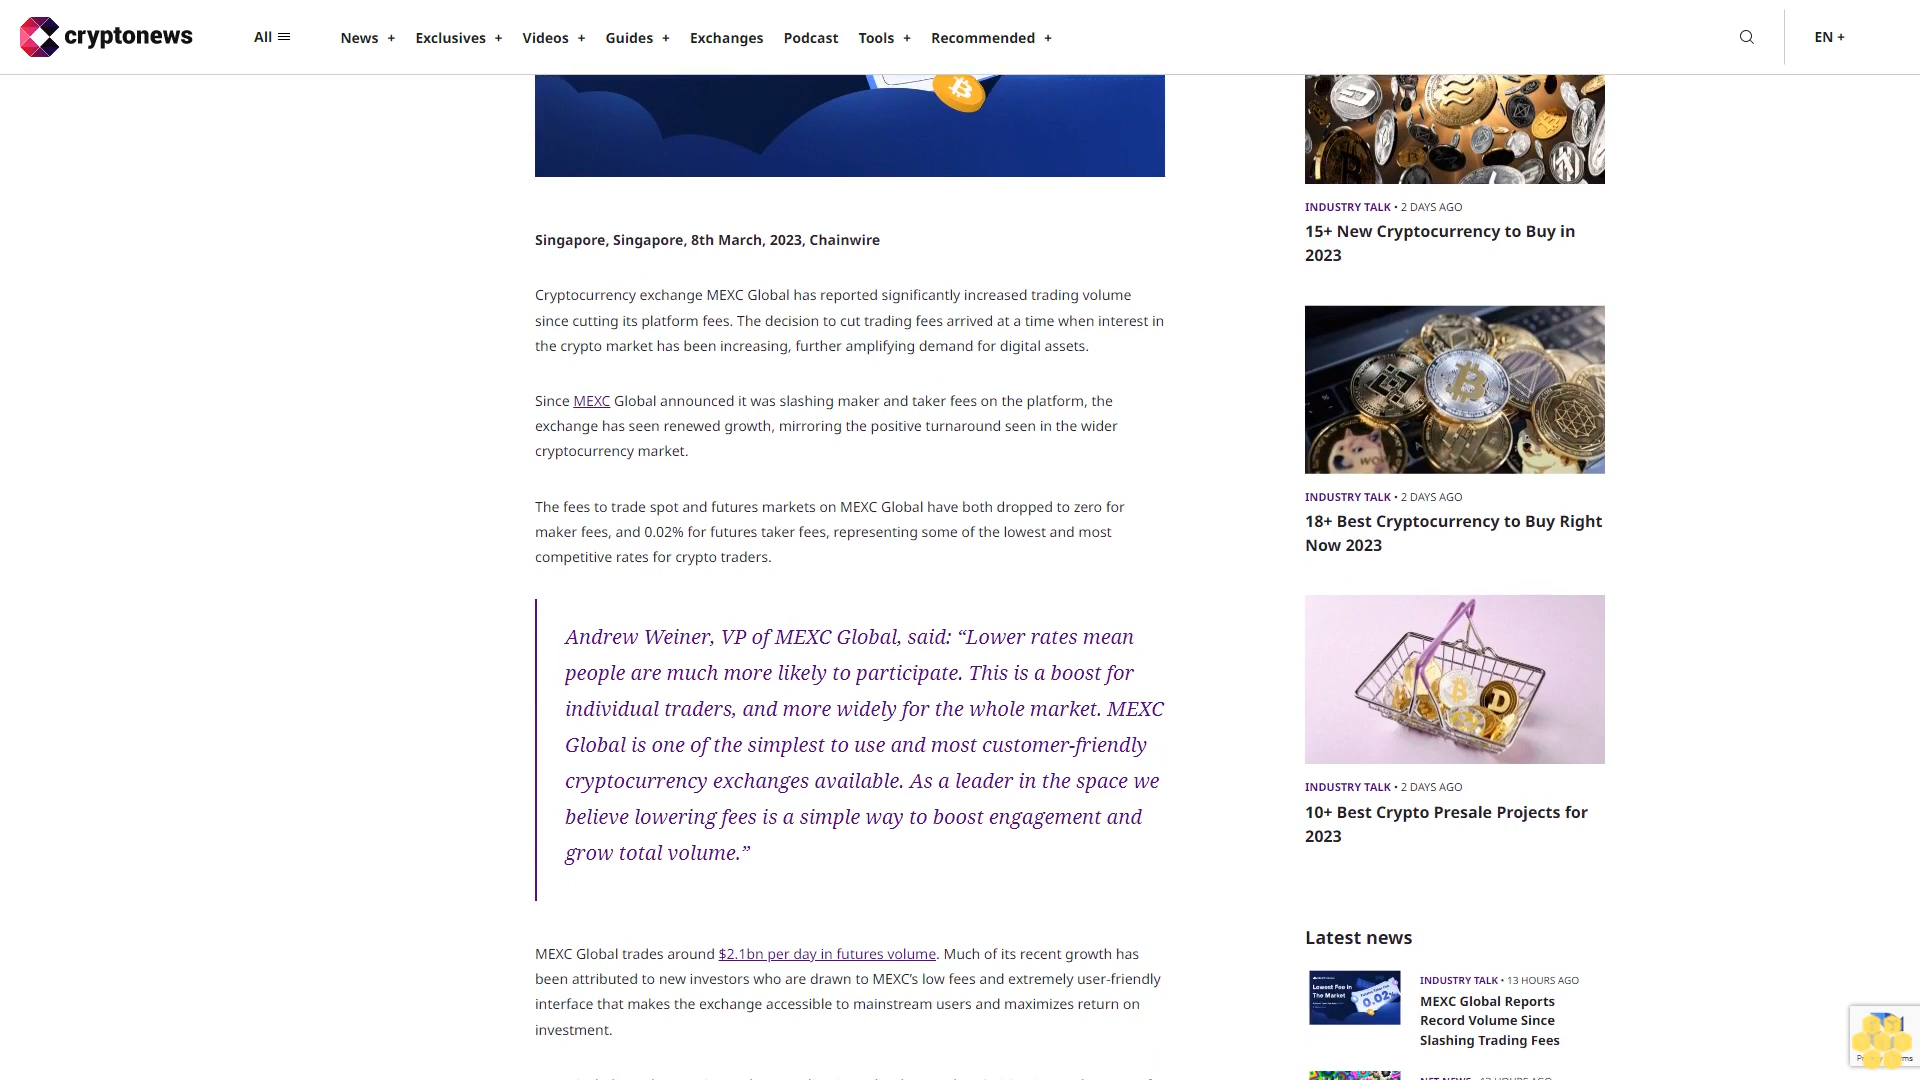 cryptonews
All
News +
Exclusives +
Videos +
Guides +
Exchanges
Podcast
Tools +
Recommended +
EN +
Singapore, Singapore, 8th March, 2023, Chainwire
Cryptocurrency exchange MEXC Global has reported significantly increased trading volume
since cutting its platform fees. The decision to cut trading fees arrived at a time when interest in
the crypto market has been increasing, further amplifying demand for digital assets.
Since MEXC Global announced it was slashing maker and taker fees on the platform, the
exchange has seen renewed growth, mirroring the positive turnaround seen in the wider
cryptocurrency market.
The fees to trade spot and futures markets on MEXC Global have both dropped to zero for
maker fees, and 0.02% for futures taker fees, representing some of the lowest and most
competitive rates for crypto traders.
Andrew Weiner, VP of MEXC Global, said: “Lower rates mean
people are much more likely to participate. This is a boost for
individual traders, and more widely for the whole market. MEXC
Global is one of the simplest to use and most customer-friendly
cryptocurrency exchanges available. As a leader in the space we
believe lowering fees is a simple way to boost engagement and
grow total volume.”
MEXC Global trades around $2.1bn per day in futures volume. Much of its recent growth has
been attributed to new investors who are drawn to MEXC’s low fees and extremely user-friendly
interface that makes the exchange accessible to mainstream users and maximizes return on
investment.
INDUSTRY TALK • 2 DAYS AGO
15+ New Cryptocurrency to Buy in
2023
INDUSTRY TALK • 2 DAYS AGO
18+ Best Cryptocurrency to Buy Right
Now 2023
INDUSTRY TALK • 2 DAYS AGO
10+ Best Crypto Presale Projects for
2023
Latest news
Lowest Fee in
The Market
0.02%
INDUSTRY TALK • 13 HOURS AGO
MEXC Global Reports
Record Volume Since
Slashing Trading Fees